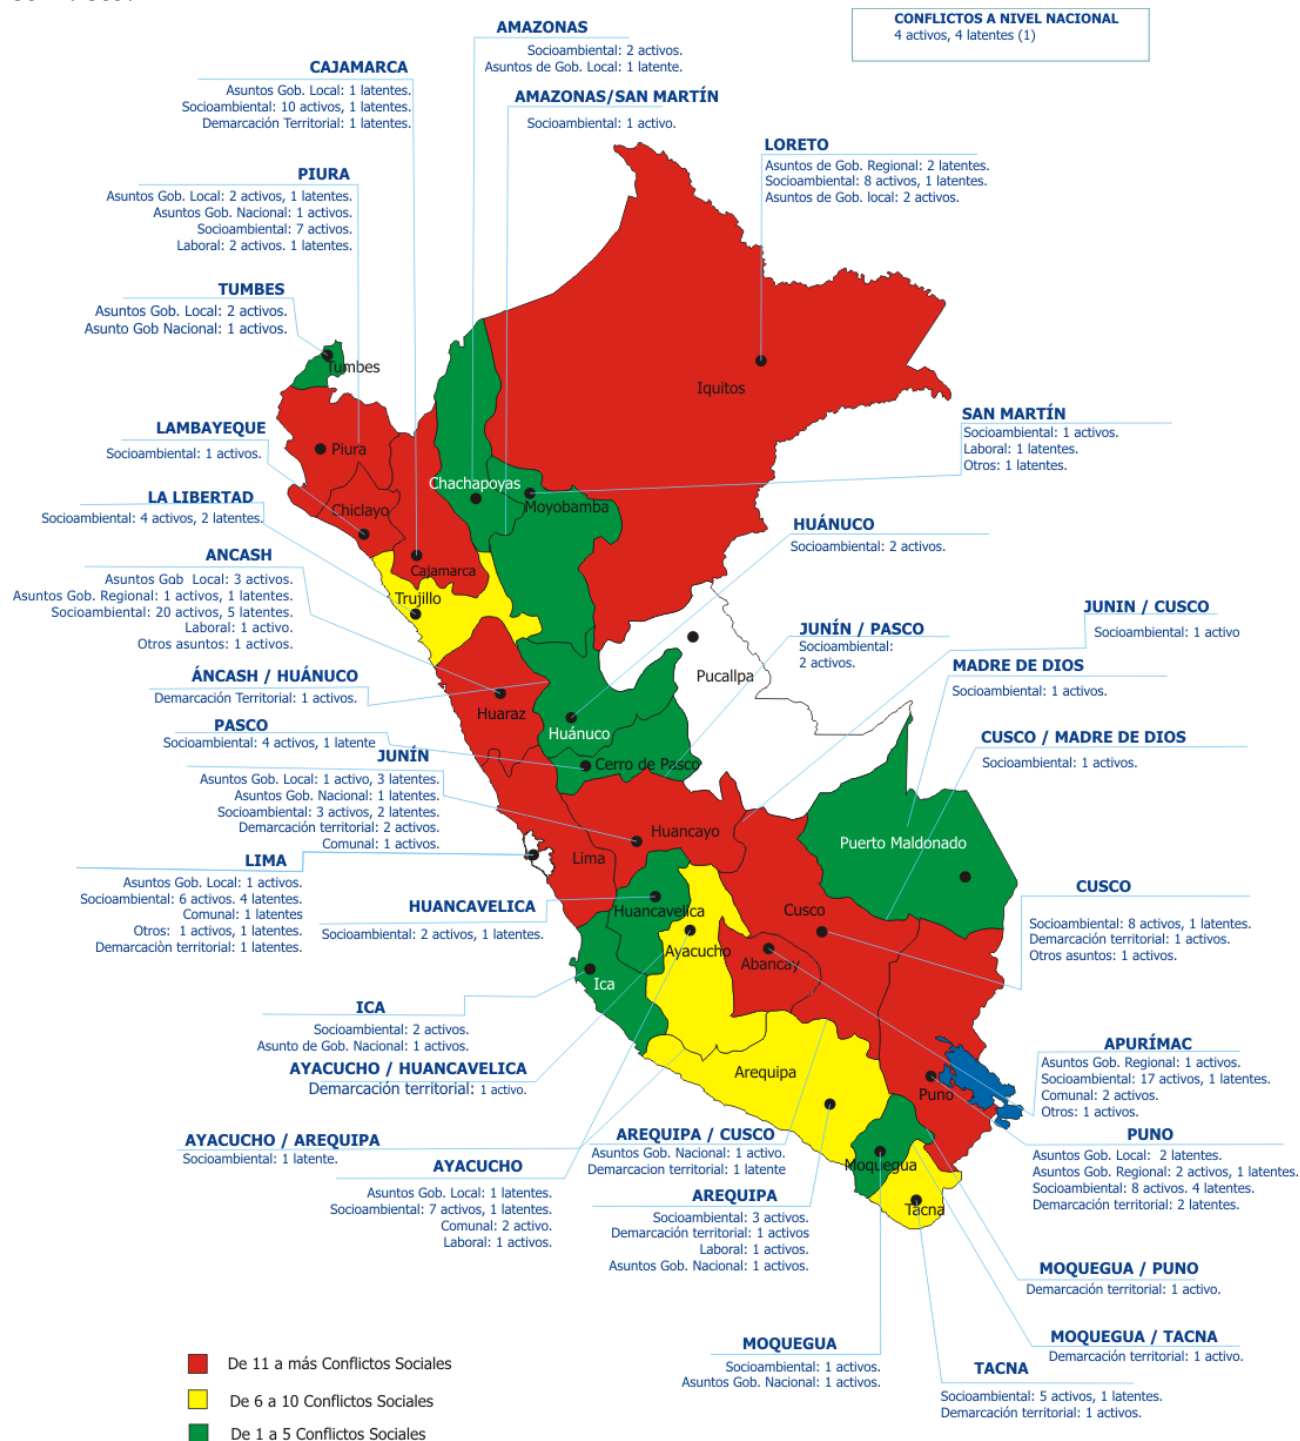 CONFLICTOS A NIVEL NACIONAL
4 activos, 4 latentes (1)
AMAZONAS
Socioambiental: 2 activos.
Asuntos de Gob. Local: 1 latente.
CAJAMARCA
Asuntos Gob. Local: 1 latentes.
Socioambiental: 10 activos, 1 latentes.
Demarcación Territorial: 1 latentes.
AMAZONAS/SAN MARTÍN
Socioambiental: 1 activo.
LORETO
Asuntos de Gob. Regional: 2 latentes.
Socioambiental: 8 activos, 1 latentes.
Asuntos de Gob. local: 2 activos.
PIURA
Asuntos Gob. Local: 2 activos, 1 latentes.
Asuntos Gob. Nacional: 1 activos.
Socioambiental: 7 activos.
Laboral: 2 activos. 1 latentes.
TUMBES
Asuntos Gob. Local: 2 activos.
Asunto Gob Nacional: 1 activos.
Tumbes
Iquitos
LAMBAYEQUE
Socioambiental: 1 activos.
Piura
SAN MARTÍN
Socioambiental: 1 activos.
Laboral: 1 latentes.
Otros: 1 latentes.
Chachapoyas
Moyobamba
Chiclayo
LA LIBERTAD
Socioambiental: 4 activos, 2 latentes.
HUÁNUCO
Socioambiental: 2 activos.
Cajamarca
Trujillo
ANCASH
Asuntos Gob Local: 3 activos.
Asuntos Gob. Regional: 1 activos, 1 latentes.
Socioambiental: 20 activos, 5 latentes.
Laboral: 1 activo.
Otros asuntos: 1 activos.
JUNIN / CUSCO
Socioambiental: 1 activo
JUNÍN / PASCO
Socioambiental:
2 activos.
MADRE DE DIOS
Socioambiental: 1 activos.
Pucallpa
ÁNCASH / HUÁNUCO
Demarcación Territorial: 1 activos.
Huaraz
Huánuco
PASCO
Socioambiental: 4 activos, 1 latente
CUSCO / MADRE DE DIOS
Socioambiental: 1 activos.
Cerro de Pasco
JUNÍN
Asuntos Gob. Local: 1 activo, 3 latentes.
Asuntos Gob. Nacional: 1 latentes.
Socioambiental: 3 activos, 2 latentes.
Demarcación territorial: 2 activos.
Comunal: 1 activos.
Huancayo
Puerto Maldonado
Lima
LIMA
Asuntos Gob. Local: 1 activos.
Socioambiental: 6 activos. 4 latentes.
Comunal: 1 latentes
Otros: 1 activos, 1 latentes.
Demarcaciòn territorial: 1 latentes.
HUANCAVELICA
Socioambiental: 2 activos, 1 latentes.
Huancavelica
Cusco
CUSCO
Socioambiental: 8 activos, 1 latentes.
Demarcación territorial: 1 activos.
Otros asuntos: 1 activos.
Ayacucho
Abancay
Ica
ICA
Socioambiental: 2 activos.
Asunto de Gob. Nacional: 1 activos.
AYACUCHO / HUANCAVELICA
Demarcación territorial: 1 activo.
Arequipa
Puno
APURÍMAC
Asuntos Gob. Regional: 1 activos.
Socioambiental: 17 activos, 1 latentes.
Comunal: 2 activos.
Otros: 1 activos.
AYACUCHO / AREQUIPA
Socioambiental: 1 latente.
AREQUIPA / CUSCO
Asuntos Gob. Nacional: 1 activo.
Demarcacion territorial: 1 latente
PUNO
Asuntos Gob. Local: 2 latentes.
Asuntos Gob. Regional: 2 activos, 1 latentes.
Socioambiental: 8 activos. 4 latentes.
Demarcación territorial: 2 latentes.
AYACUCHO
Asuntos Gob. Local: 1 latentes.
Socioambiental: 7 activos, 1 latentes.
Comunal: 2 activo.
Laboral: 1 activos.
Moquegua
Tacna
AREQUIPA
Socioambiental: 3 activos.
Demarcación territorial: 1 activos
Laboral: 1 activos.
Asuntos Gob. Nacional: 1 activos.
MOQUEGUA / PUNO
Demarcación territorial: 1 activo.
MOQUEGUA / TACNA
Demarcación territorial: 1 activo.
MOQUEGUA
Socioambiental: 1 activos.
Asuntos Gob. Nacional: 1 activos.
TACNA
Socioambiental: 5 activos, 1 latentes.
Demarcación territorial: 1 activos.
De 11 a más Conflictos Sociales
De 6 a 10 Conflictos Sociales
De 1 a 5 Conflictos Sociales